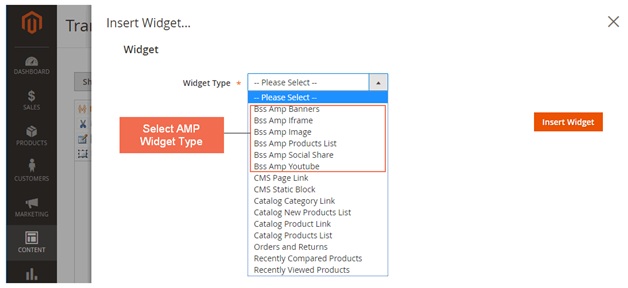 Insert Widget...
Tra
Widget
Widget Type * -- Please Select --
-- Please Select --
Bss Amp Banners
Bss Amp Iframe
Bss Amp Image
Bss Amp Products List
Bss Amp Social Share
Bss Amp Youtube
CMS Page Link
CMS Static Block
Catalog Category Link
Catalog New Products List
Catalog Product Link
Catalog Products List
Orders and Returns
Recently Compared Products
Recently Viewed Products
Select AMP
Widget Type
Insert Widget
DASHBOARD
$
SALES
PRODUCTS
CUSTOMERS
MARKETING
CONTENT
Sh